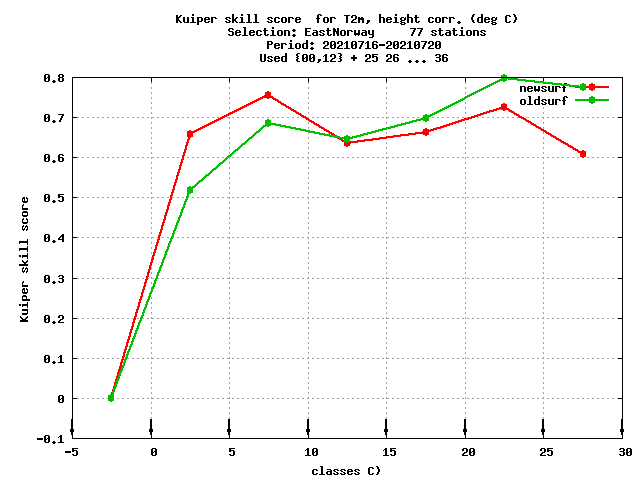 Kuiper skill score  for T2m, height corr. (deg C)
Selection: EastNorway     77 stations
Period: 20210716-20210720
Used {00,12} + 25 26 ... 36
newsurf
oldsurf
0.8
0.7
0.6
0.5
0.4
0.3
0.2
0.1
0
-0.1
Kuiper skill score
-5 0 5 10 15 20 25 30
classes C)